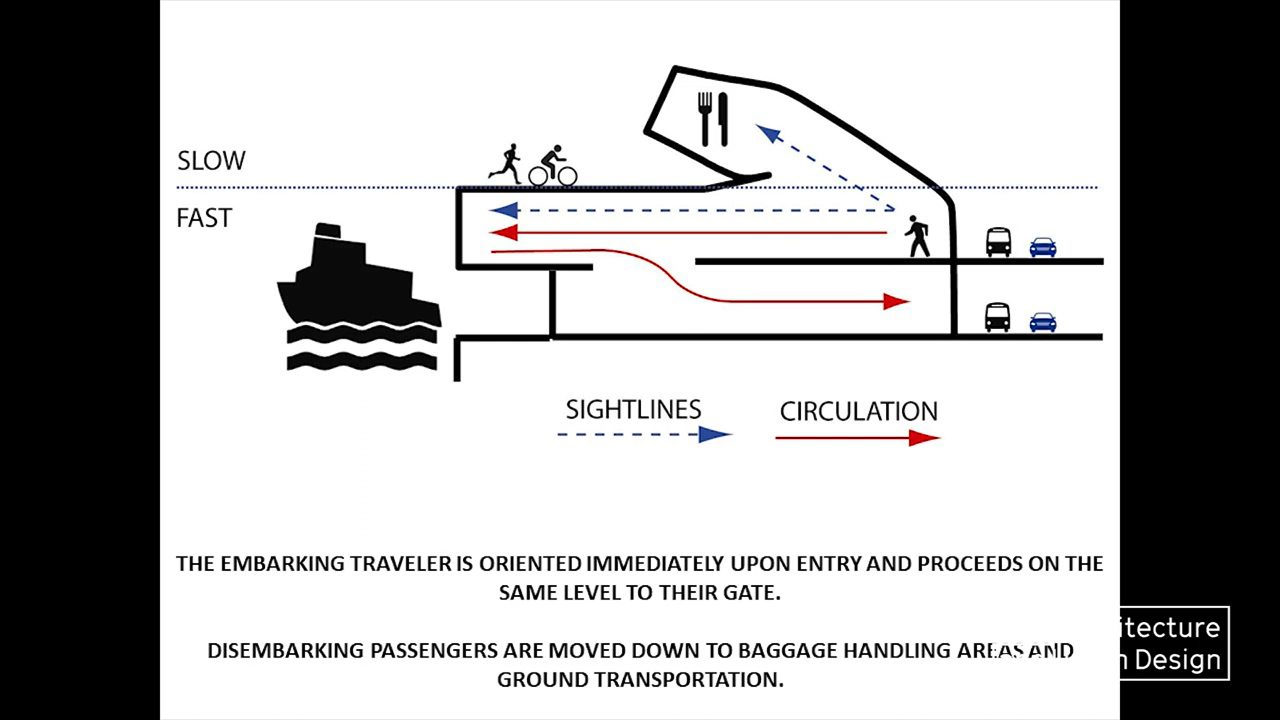 SLOW
FAST
SIGHTLINES
CIRCULATION
THE EMBARKING TRAVELER IS ORIENTED IMMEDIATELY UPON ENTRY AND PROCEEDS ON THE
SAME LEVEL TO THEIR GATE.
DISEMBARKING PASSENGERS ARE MOVED DOWN TO BAGGAGE HANDLING AREAS AND
GROUND TRANSPORTATION.
itecture
n Design